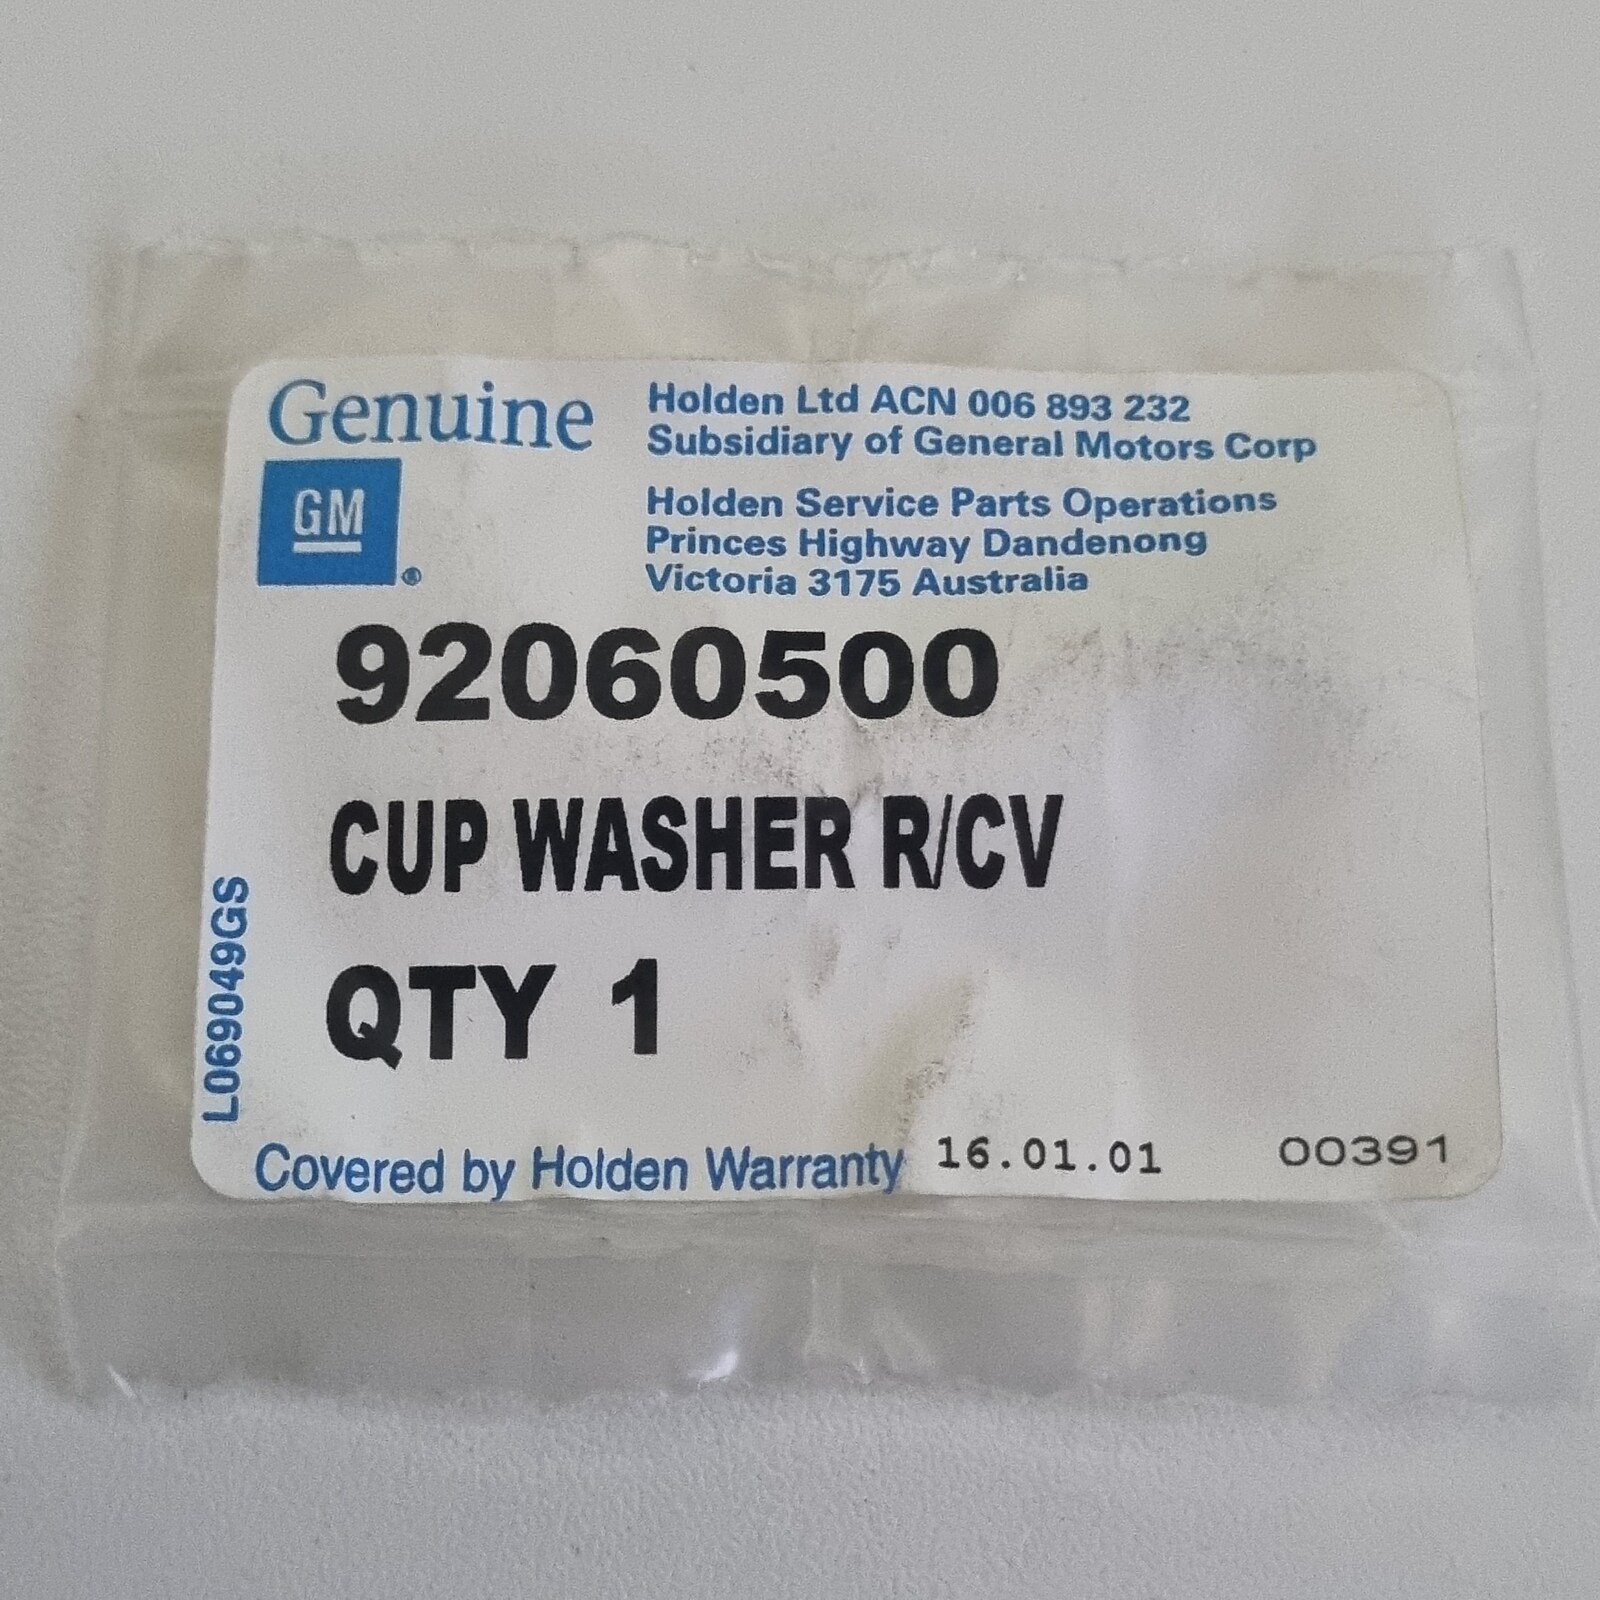 Genuine
GM
®
Holden Ltd ACN 006 893 232
Subsidiary of General Motors Corp
Holden Service Parts Operations
Princes Highway Dandenong
Victoria 3175 Australia
92060500
CUP WASHER R/CV
QTY 1
L069049GS
Covered by Holden Warranty
16.01.01
00391